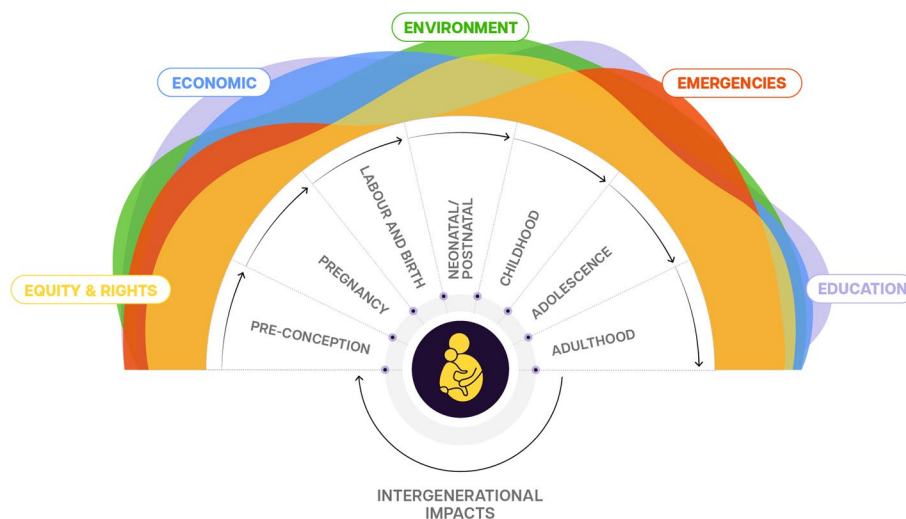 ENVIRONMENT
ECONOMIC
EMERGENCIES
EQUITY & RIGHTS
EDUCATION
PRE-CONCEPTION
PREGNANCY
LABOUR AND BIRTH
NEONATAL/
POSTNATAL
CHILDHOOD
ADOLESCENCE
ADULTHOOD
INTERGENERATIONAL
IMPACTS